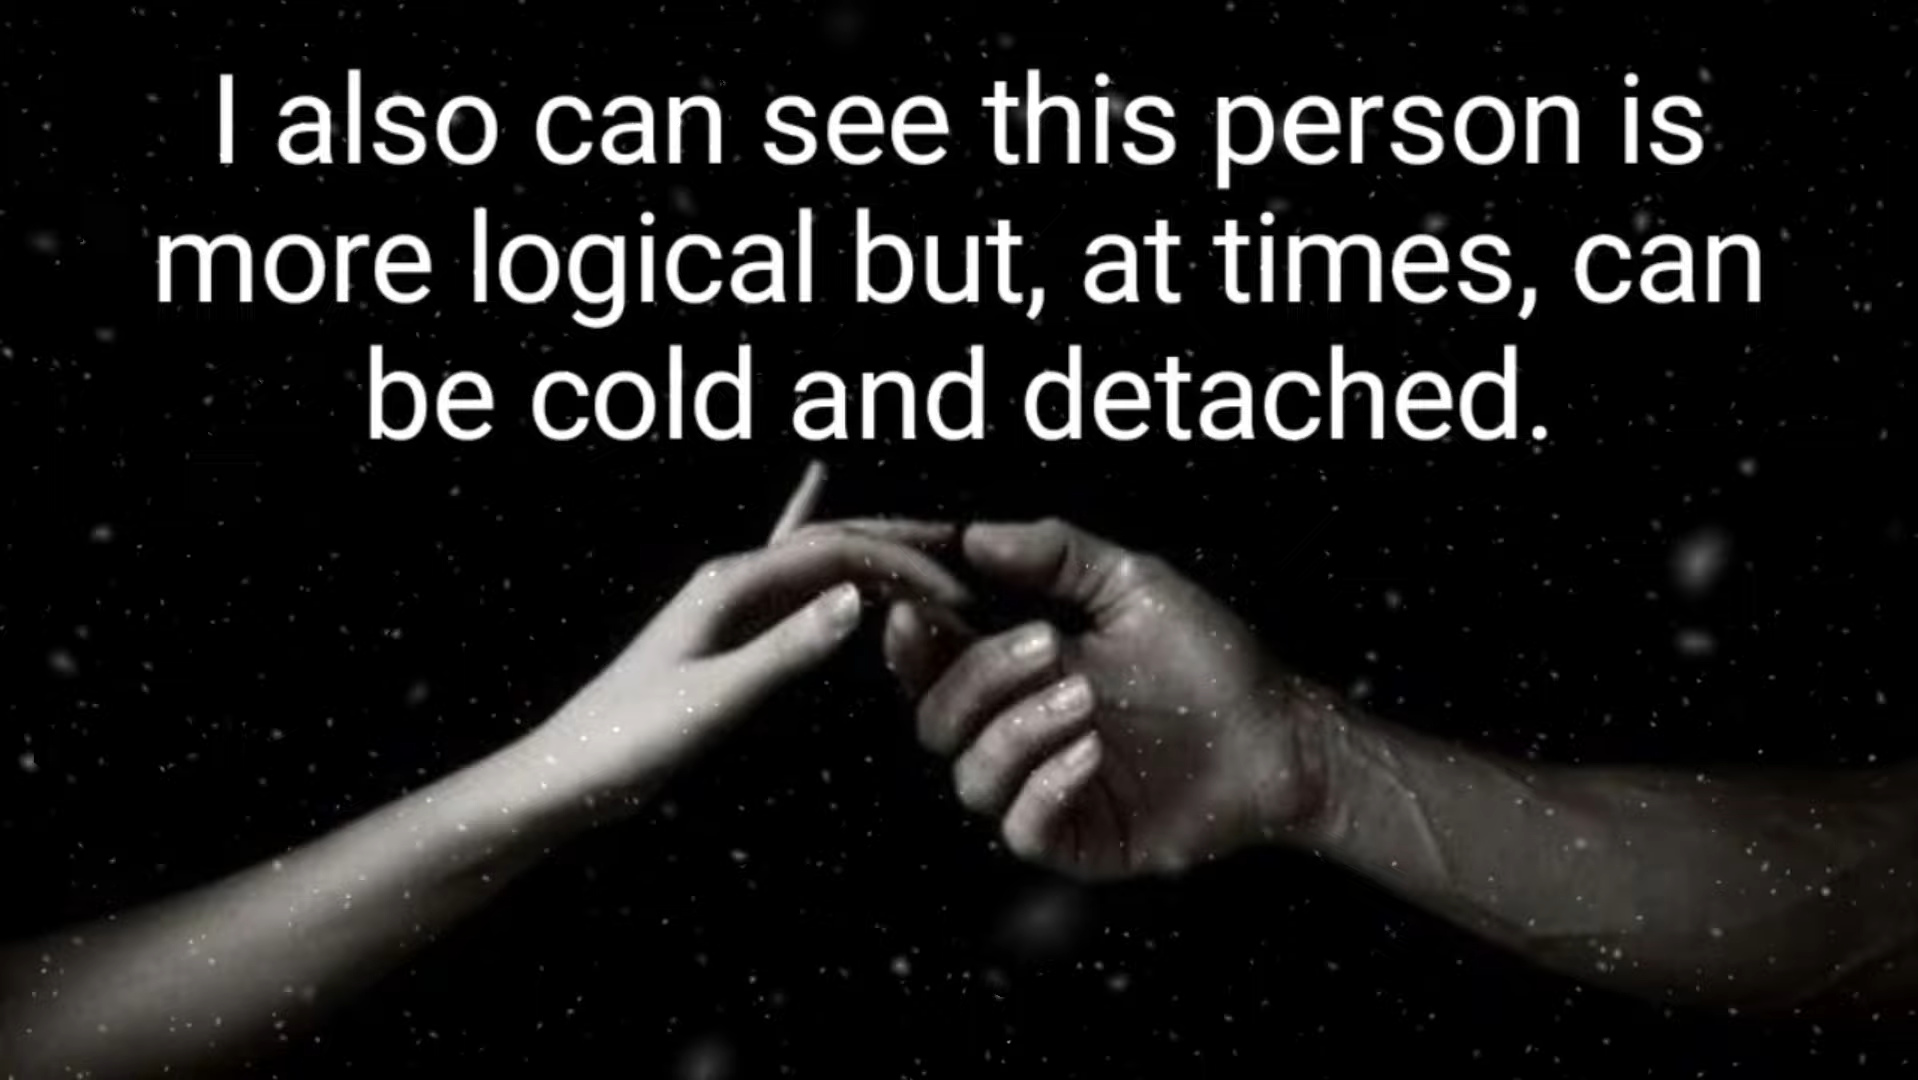 I also can see this person is
more logical but, at times, can
be cold and detached.